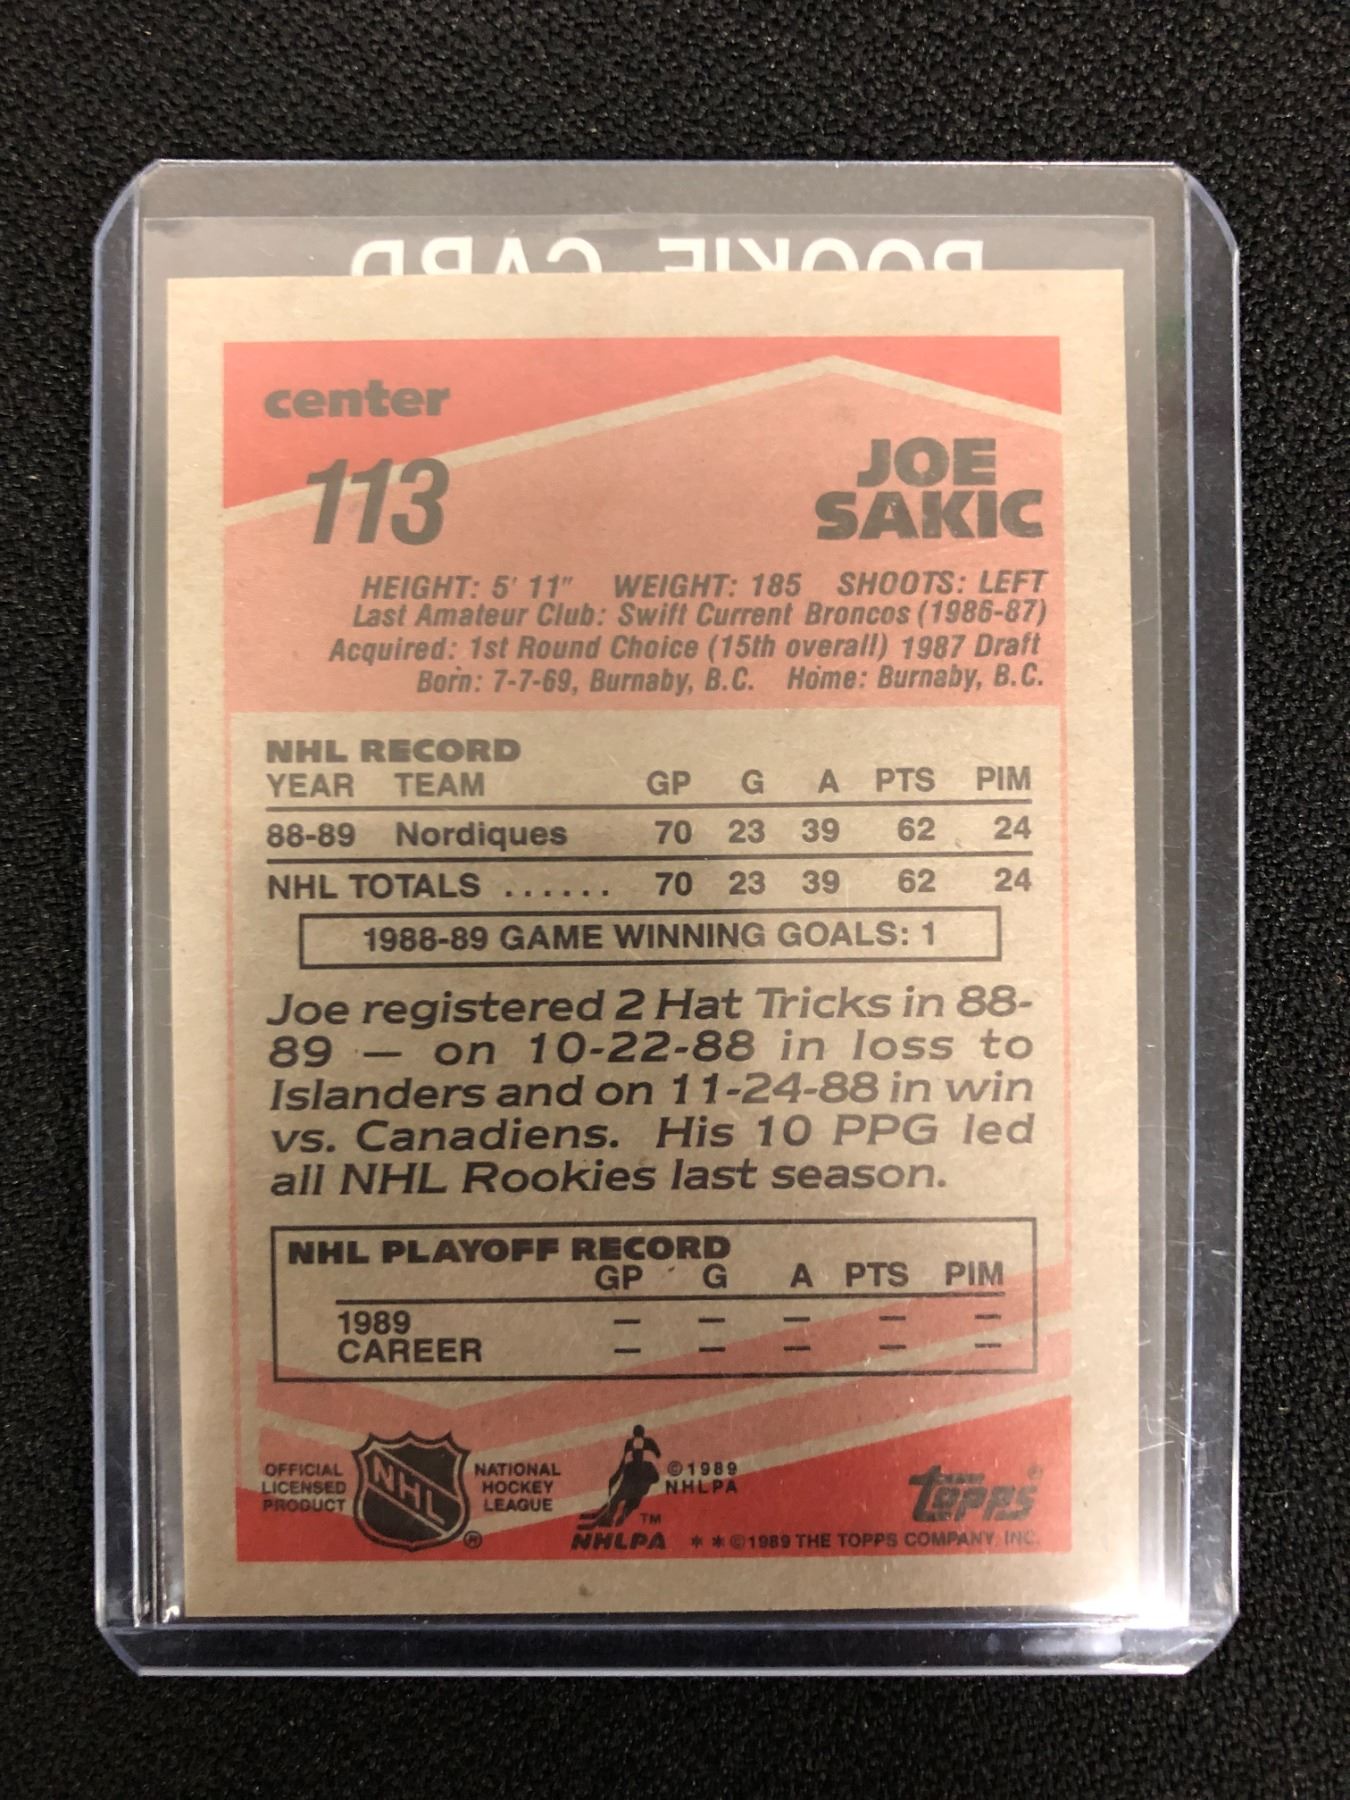 ROOKIE CARD
center
113
JOE
SAKIC
HEIGHT: 5' 11" WEIGHT: 185 SHOOTS: LEFT
Last Amateur Club: Swift Current Broncos (1986-87)
Acquired: 1st Round Choice (15th overall) 1987 Draft
Born: 7-7-69, Burnaby, B.C. Home: Burnaby, B.C.
NHL RECORD
YEAR TEAM GP G A PTS PIM
88-89 Nordiques 70 23 39 62 24
NHL TOTALS ...... 70 23 39 62 24
1988-89 GAME WINNING GOALS: 1
Joe registered 2 Hat Tricks in 88-
89 — on 10-22-88 in loss to
Islanders and on 11-24-88 in win
vs. Canadiens. His 10 PPG led
all NHL Rookies last season.
NHL PLAYOFF RECORD
GP G A PTS PIM
1989 — — — — —
CAREER — — — — —
OFFICIAL
LICENSED
PRODUCT
NHL
®
NATIONAL
HOCKEY
LEAGUE
©1989
NHLPA
TM
NHLPA
topps®
* * ©1989 THE TOPPS COMPANY, INC.